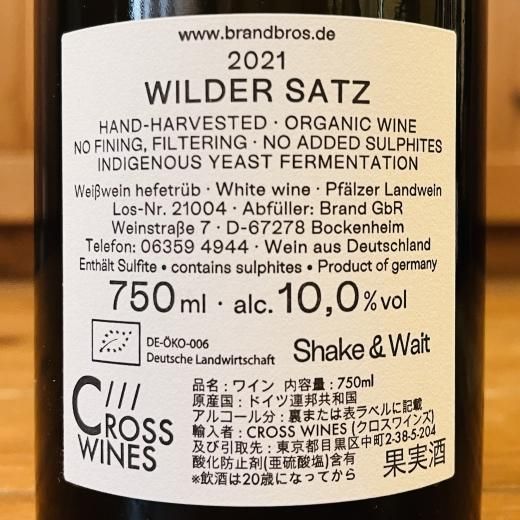 www.brandbros.de
2021
WILDER SATZ
HAND-HARVESTED · ORGANIC WINE
NO FINING, FILTERING · NO ADDED SULPHITES
INDIGENOUS YEAST FERMENTATION
Weißwein hefetrüb · White wine · Pfälzer Landwein
Los-Nr. 21004 · Abfüller: Brand GbR
Weinstraße 7 · D-67278 Bockenheim
Telefon: 06359 4944 · Wein aus Deutschland
Enthält Sulfite • contains sulphites • Product of germany
750ml · alc. 10,0% vol
DE-ÖKO-006
Deutsche Landwirtschaft
Shake & Wait
C///
CROSS
WINES
品名：ワイン 内容量：750ml
原産国：ドイツ連邦共和国
アルコール分：裏または表ラベルに記載
輸入者：CROSS WINES (クロスワインズ)
及び引取先：東京都目黒区中町2-38-5-204
酸化防止剤(亜硫酸塩)含有
※飲酒は20歳になってから
果実酒